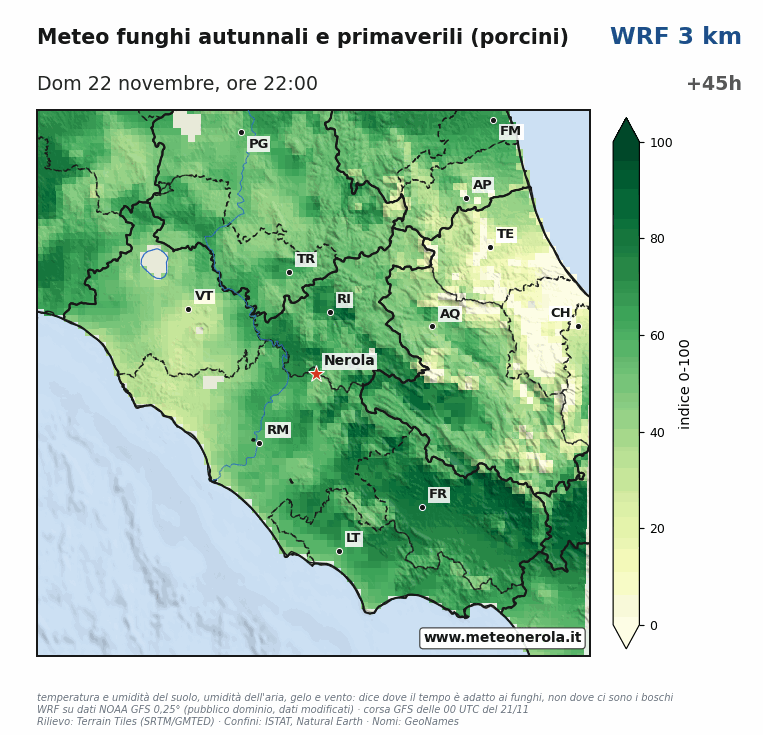 Meteo funghi autunnali e primaverili (porcini)
WRF 3 km
Dom 22 novembre, ore 22:00
+45h
PG
FM
AP
TE
TR
VT
RI
AQ
CH
Nerola
RM
FR
LT
www.meteonerola.it
100
80
60
40
20
0
indice 0-100
temperatura e umidità del suolo, umidità dell'aria, gelo e vento: dice dove il tempo è adatto ai funghi, non dove ci sono i boschi
WRF su dati NOAA GFS 0,25° (pubblico dominio, dati modificati) · corsa GFS delle 00 UTC del 21/11
Rilievo: Terrain Tiles (SRTM/GMTED) · Confini: ISTAT, Natural Earth · Nomi: GeoNames